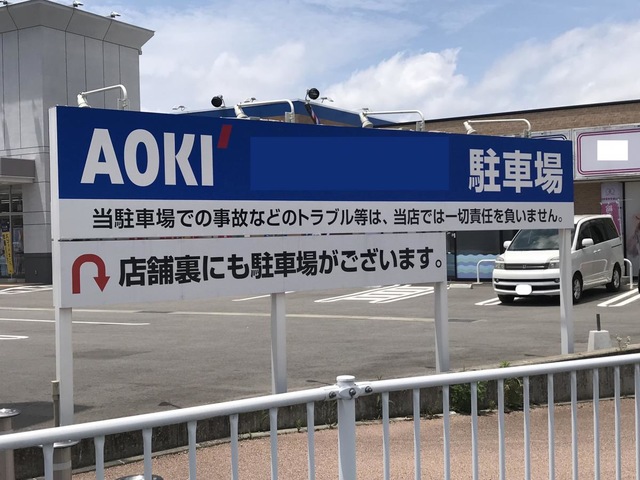 AOKI 駐車場
当駐車場での事故などのトラブル等は、当店では一切責任を負いません。
店舗裏にも駐車場がございます。